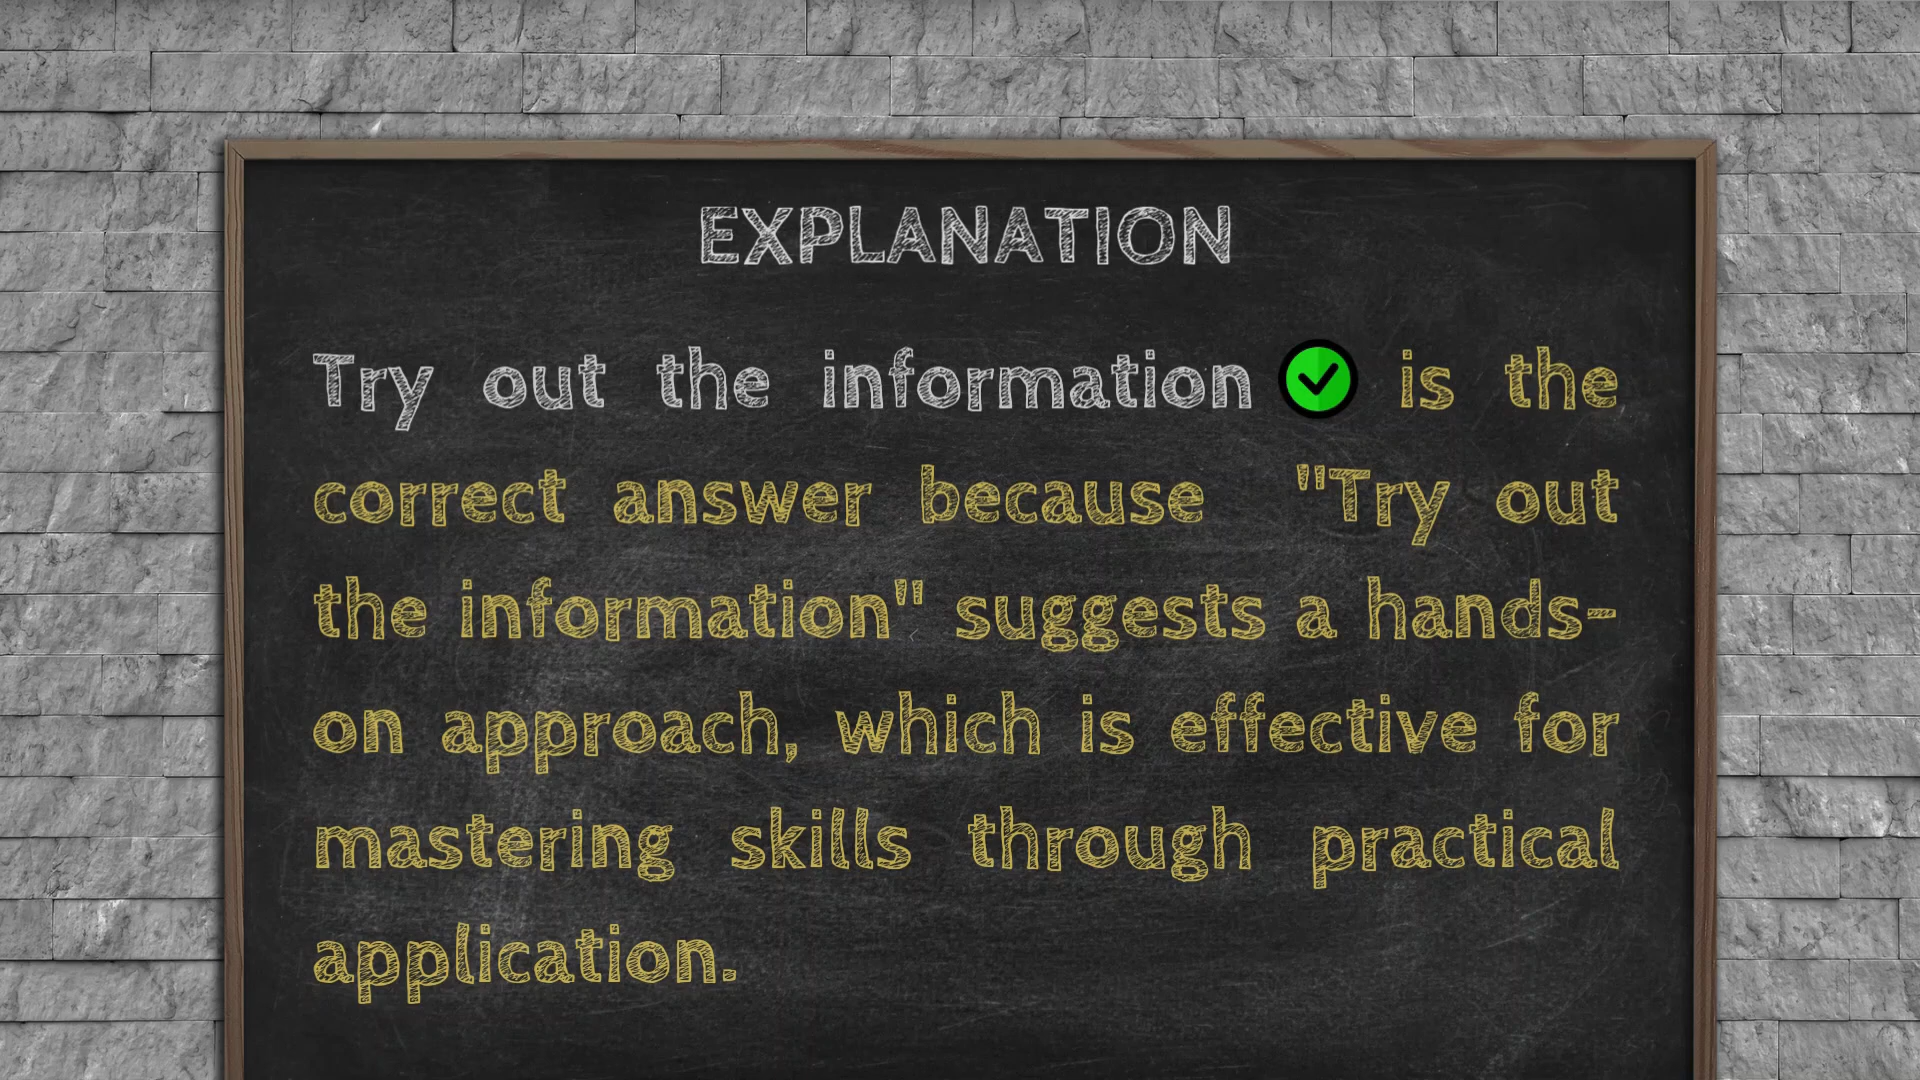 EXPLANATION
Try out the information is the
correct answer because "Try out
the information" suggests a hands-
on approach, which is effective for
mastering skills through practical
application.